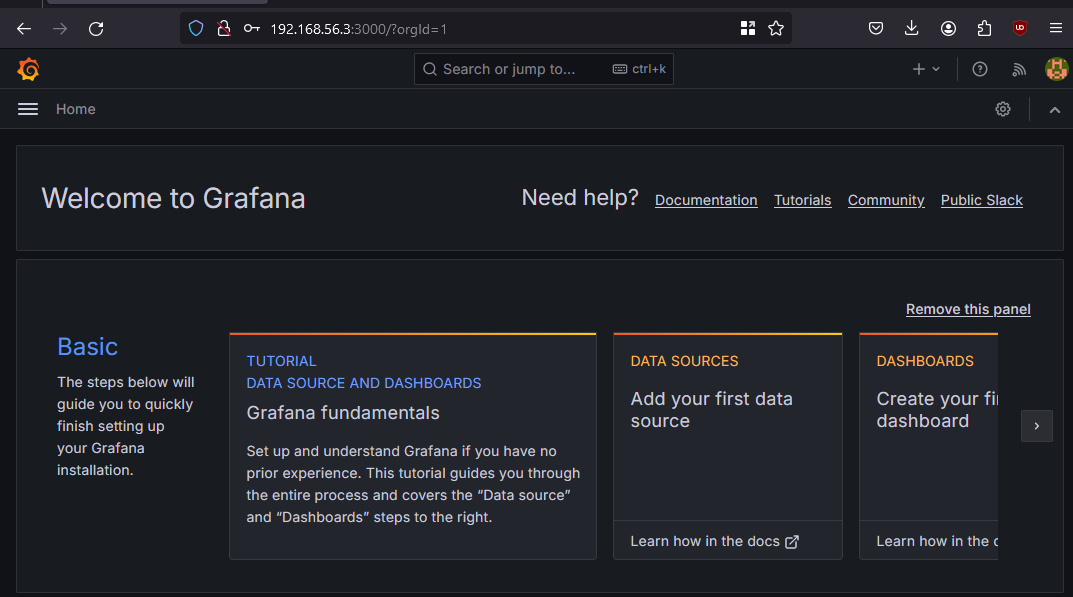 192.168.56.3:3000/?orgId=1
Search or jump to... ctrl+k
Home
Welcome to Grafana
Need help? Documentation Tutorials Community Public Slack
Remove this panel
Basic
The steps below will
guide you to quickly
finish setting up
your Grafana
installation.
TUTORIAL
DATA SOURCE AND DASHBOARDS
Grafana fundamentals
Set up and understand Grafana if you have no
prior experience. This tutorial guides you through
the entire process and covers the “Data source”
and “Dashboards” steps to the right.
DATA SOURCES
Add your first data
source
Learn how in the docs
DASHBOARDS
Create your
dashboard
Learn how in the